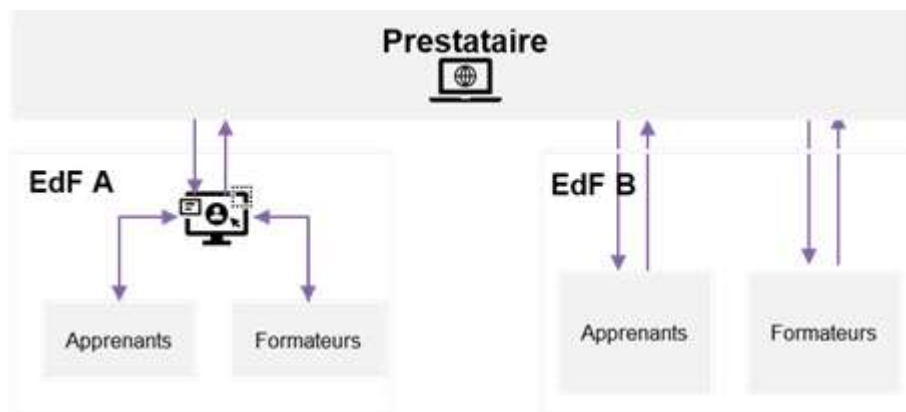 Prestataire
EdF A
EdF B
Apprenants
Formateurs
Apprenants
Formateurs